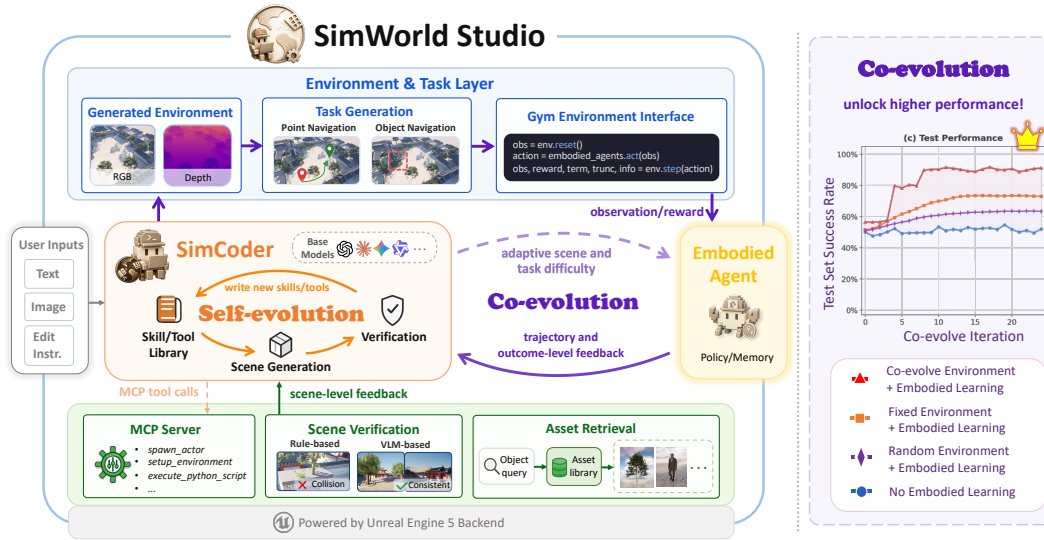 SimWorld Studio
Environment & Task Layer
Generated Environment
RGB
Depth
Task Generation
Point Navigation
Object Navigation
Gym Environment Interface
obs = env.reset()
action = embodied_agents.act(obs)
obs, reward, term, trunc, info = env.step(action)
observation/reward
User Inputs
Text
Image
Edit
Instr.
SimCoder
Base
Models
...
write new skills/tools
Self-evolution
Skill/Tool
Library
Scene Generation
Verification
adaptive scene and
task difficulty
Co-evolution
trajectory and
outcome-level feedback
Embodied
Agent
Policy/Memory
MCP tool calls
scene-level feedback
MCP Server
• spawn_actor
• setup_environment
• execute_python_script
• ...
Scene Verification
Rule-based
VLM-based
Collision
Consistent
Asset Retrieval
Object
query
Asset
library
...
Powered by Unreal Engine 5 Backend
Co-evolution
unlock higher performance!
(c) Test Performance
Test Set Success Rate
100%
80%
60%
40%
20%
0%
0
5
10
15
20
Co-evolve Iteration
Co-evolve Environment
+ Embodied Learning
Fixed Environment
+ Embodied Learning
Random Environment
+ Embodied Learning
No Embodied Learning